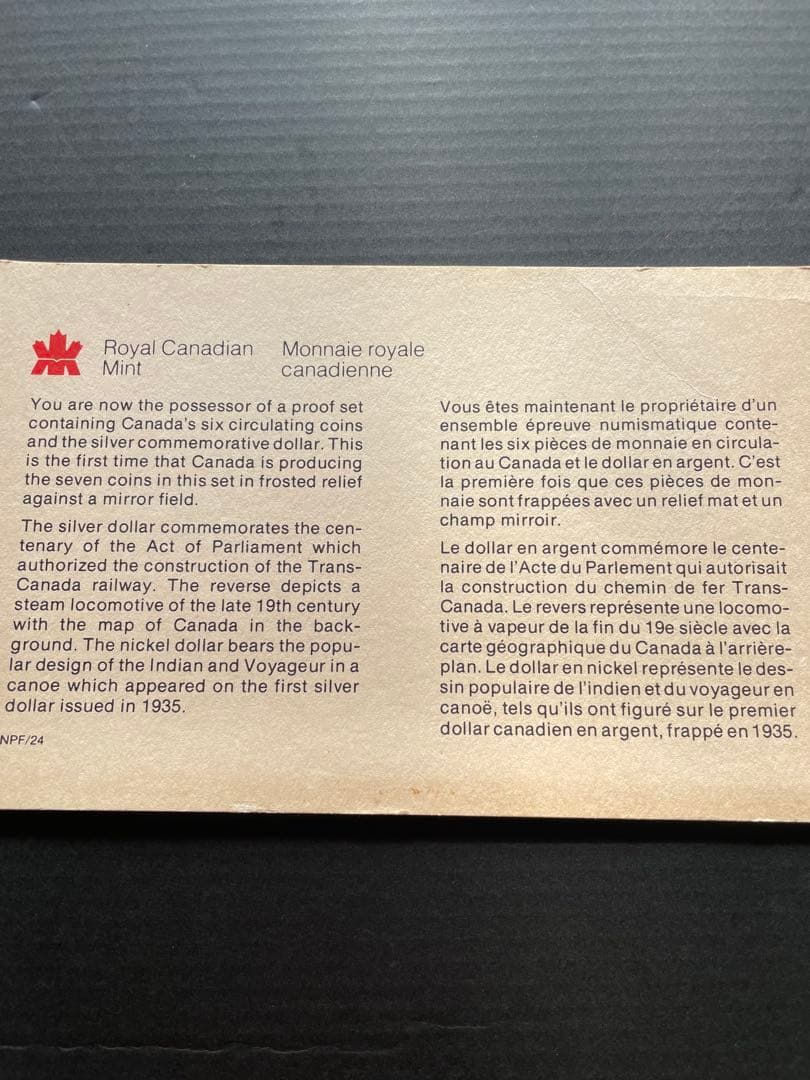 Royal Canadian
Mint
Monnaie royale
canadienne
You are now the possessor of a proof set
containing Canada's six circulating coins
and the silver commemorative dollar. This
is the first time that Canada is producing
the seven coins in this set in frosted relief
against a mirror field.
The silver dollar commemorates the cen-
tenary of the Act of Parliament which
authorized the construction of the Trans-
Canada railway. The reverse depicts a
steam locomotive of the late 19th century
with the map of Canada in the back-
ground. The nickel dollar bears the popu-
lar design of the Indian and Voyageur in a
canoe which appeared on the first silver
dollar issued in 1935.
NPF/24
Vous êtes maintenant le propriétaire d'un
ensemble épreuve numismatique conte-
nant les six pièces de monnaie en circula-
tion au Canada et le dollar en argent. C'est
la première fois que ces pièces de mon-
naie sont frappées avec un relief mat et un
champ mirroir.
Le dollar en argent commémore le cente-
naire de l'Acte du Parlement qui autorisait
la construction du chemin de fer Trans-
Canada. Le revers représente une locomo-
tive à vapeur de la fin du 19e siècle avec la
carte géographique du Canada à l'arrière-
plan. Le dollar en nickel représente le des-
sin populaire de l'indien et du voyageur en
canoë, tels qu'ils ont figuré sur le premier
dollar canadien en argent, frappé en 1935.